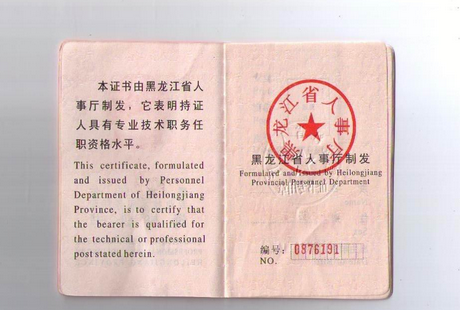 本证书由黑龙江省人
事厅制发，它表明持证
人具有专业技术职务任
职资格水平。
This certificate, formulated
and issued by Personnel
Department of Heilongjiang
Province, is to certify that
the bearer is qualified for
the technical or professional
post stated herein.
黑龙江省人事厅
黑龙江省人事厅制发
Formulated and issued by Heilongjiang
Provincial Personnel Department
编号: 0876191
NO.